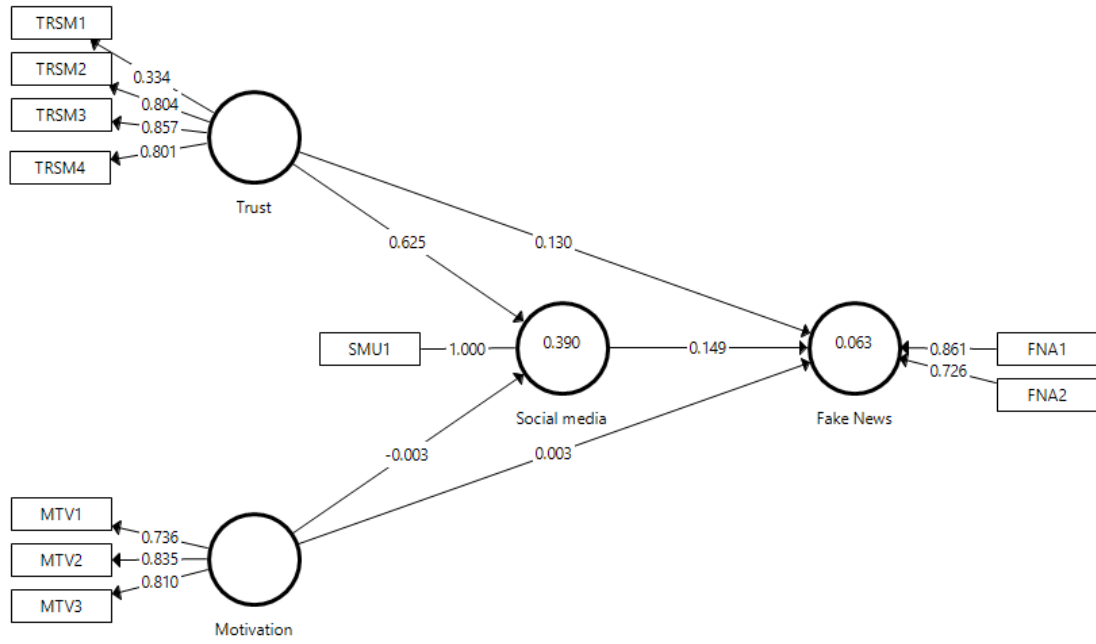 TRSM1
TRSM2
TRSM3
TRSM4
0.334
0.804
0.857
0.801
Trust
0.625
0.130
SMU1
1.000
0.390
Social media
0.149
0.063
Fake News
0.861
0.726
FNA1
FNA2
-0.003
0.003
MTV1
MTV2
MTV3
0.736
0.835
0.810
Motivation